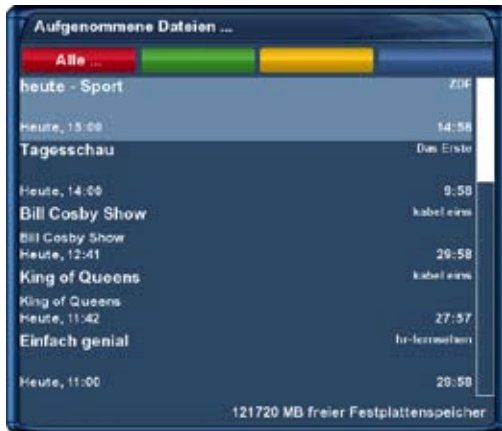 Aufgenommene Dateien ...
Alle ...
heute - Sport ZDF
Heute, 15:00 14:58
Tagesschau Das Erste
Heute, 14:00 9:58
Bill Cosby Show kabel eins
Bill Cosby Show
Heute, 12:41 29:58
King of Queens kabel eins
King of Queens
Heute, 11:42 27:57
Einfach genial hr-fernsehen
Heute, 11:00 29:58
121720 MB freier Festplattenspeicher